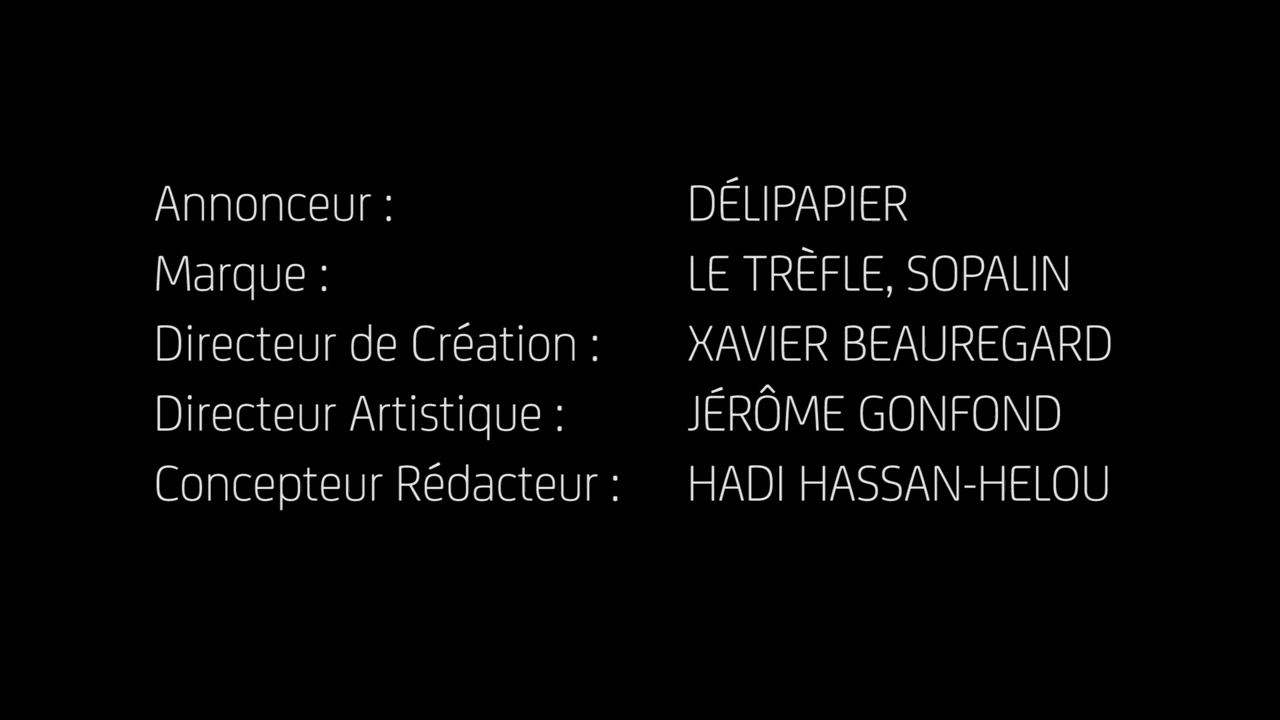 Annonceur : DÉLIPAPIER
Marque : LE TRÈFLE, SOPALIN
Directeur de Création : XAVIER BEAUREGARD
Directeur Artistique : JÉRÔME GONFOND
Concepteur Rédacteur : HADI HASSAN-HELOU